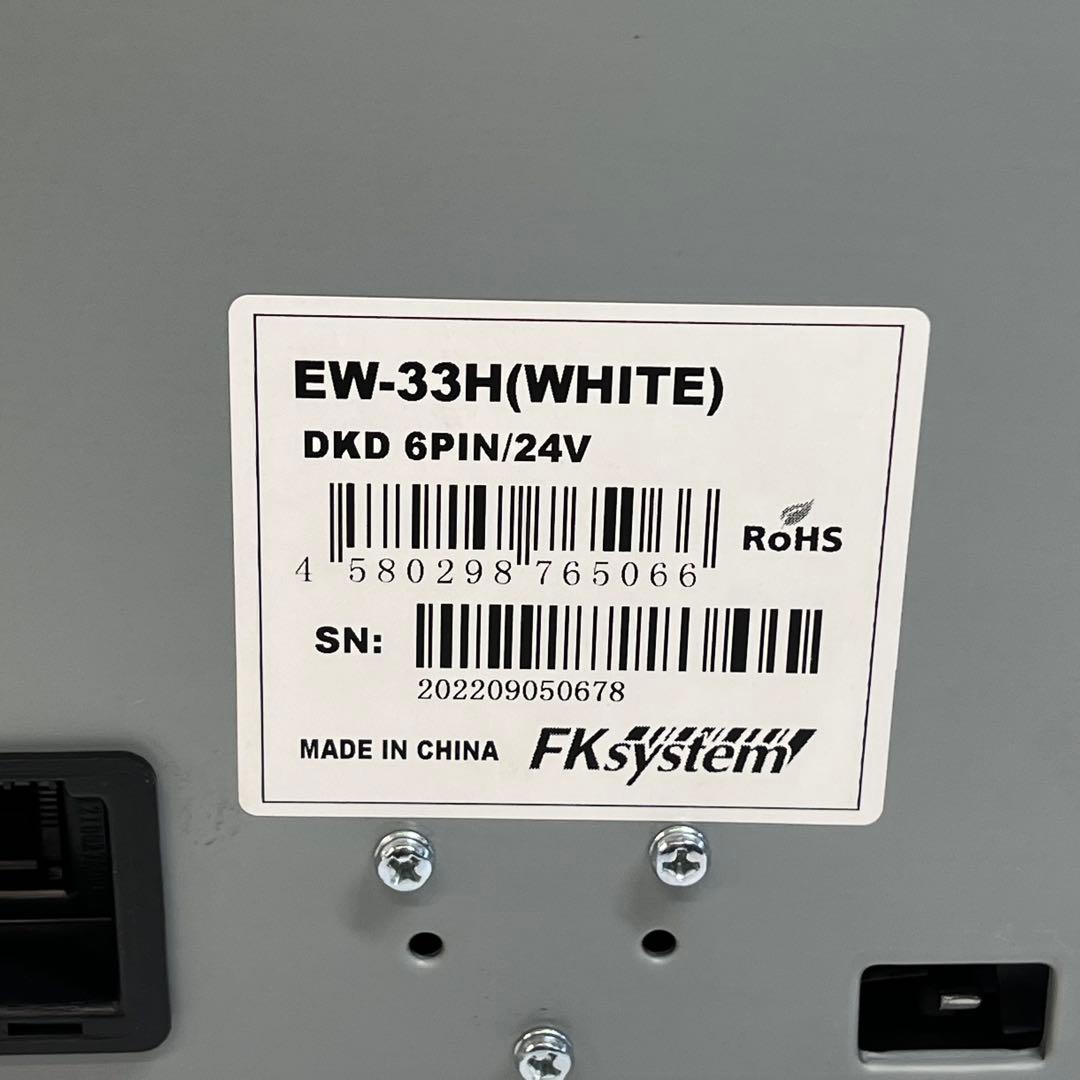 EW-33H(WHITE)
DKD 6PIN/24V
4 580298 765066
RoHS
SN:
202209050678
MADE IN CHINA
FKsystem